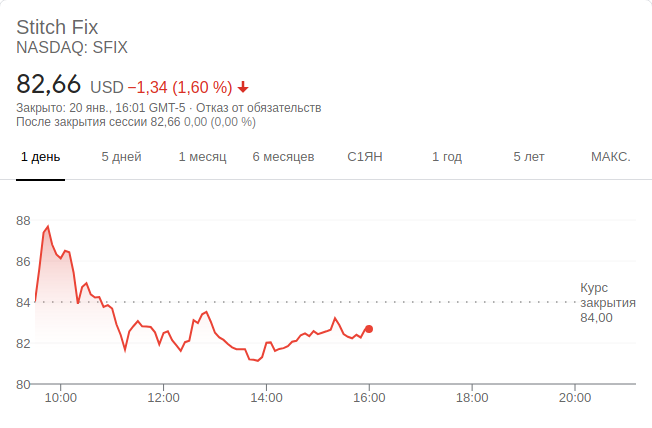 Stitch Fix
NASDAQ: SFIX
82,66 USD −1,34 (1,60 %)
Закрыто: 20 янв., 16:01 GMT-5 · Отказ от обязательств
После закрытия сессии 82,66 0,00 (0,00 %)
1 день 5 дней 1 месяц 6 месяцев С1ЯН 1 год 5 лет МАКС.
88
86
84
82
80
Курс
закрытия
84,00
10:00 12:00 14:00 16:00 18:00 20:00